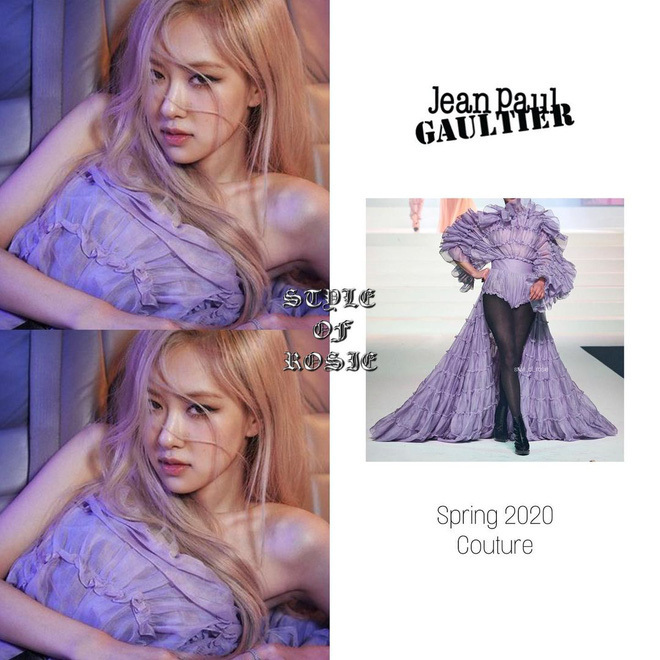 Jean Paul
GAULTIER
STYLE
OF
ROSIE
Spring 2020
Couture